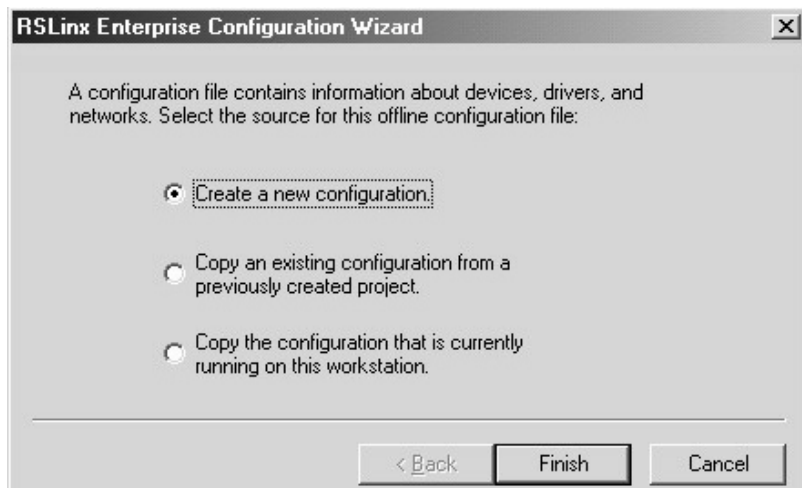 RSLinx Enterprise Configuration Wizard
A configuration file contains information about devices, drivers, and
networks. Select the source for this offline configuration file:
Create a new configuration.
Copy an existing configuration from a
previously created project.
Copy the configuration that is currently
running on this workstation.
< Back
Finish
Cancel